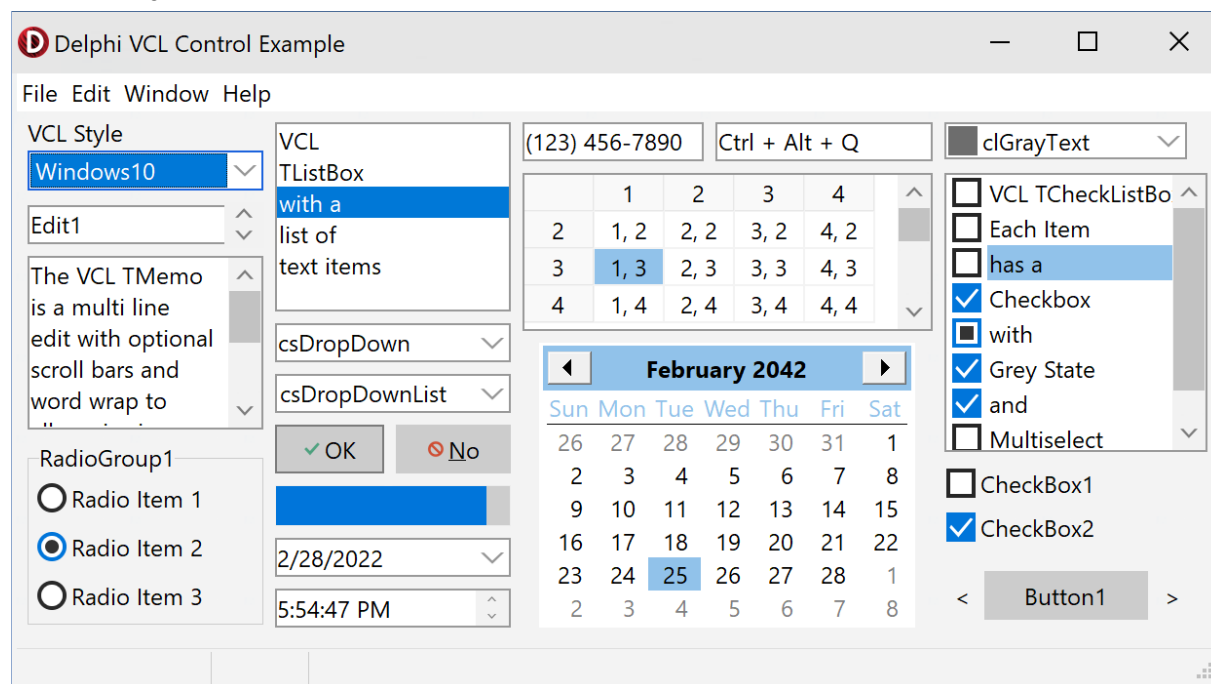 Delphi VCL Control Example
File Edit Window Help
VCL Style
Windows10
Edit1
The VCL TMemo
is a multi line
edit with optional
scroll bars and
word wrap to
RadioGroup1
Radio Item 1
Radio Item 2
Radio Item 3
VCL
TListBox
with a
list of
text items
csDropDown
csDropDownList
OK
No
2/28/2022
5:54:47 PM
(123) 456-7890
Ctrl + Alt + Q
1 2 3 4
2 1, 2 2, 2 3, 2 4, 2
3 1, 3 2, 3 3, 3 4, 3
4 1, 4 2, 4 3, 4 4, 4
February 2042
Sun Mon Tue Wed Thu Fri Sat
26 27 28 29 30 31 1
2 3 4 5 6 7 8
9 10 11 12 13 14 15
16 17 18 19 20 21 22
23 24 25 26 27 28 1
2 3 4 5 6 7 8
clGrayText
VCL TCheckListBo
Each Item
has a
Checkbox
with
Grey State
and
Multiselect
CheckBox1
CheckBox2
< Button1 >